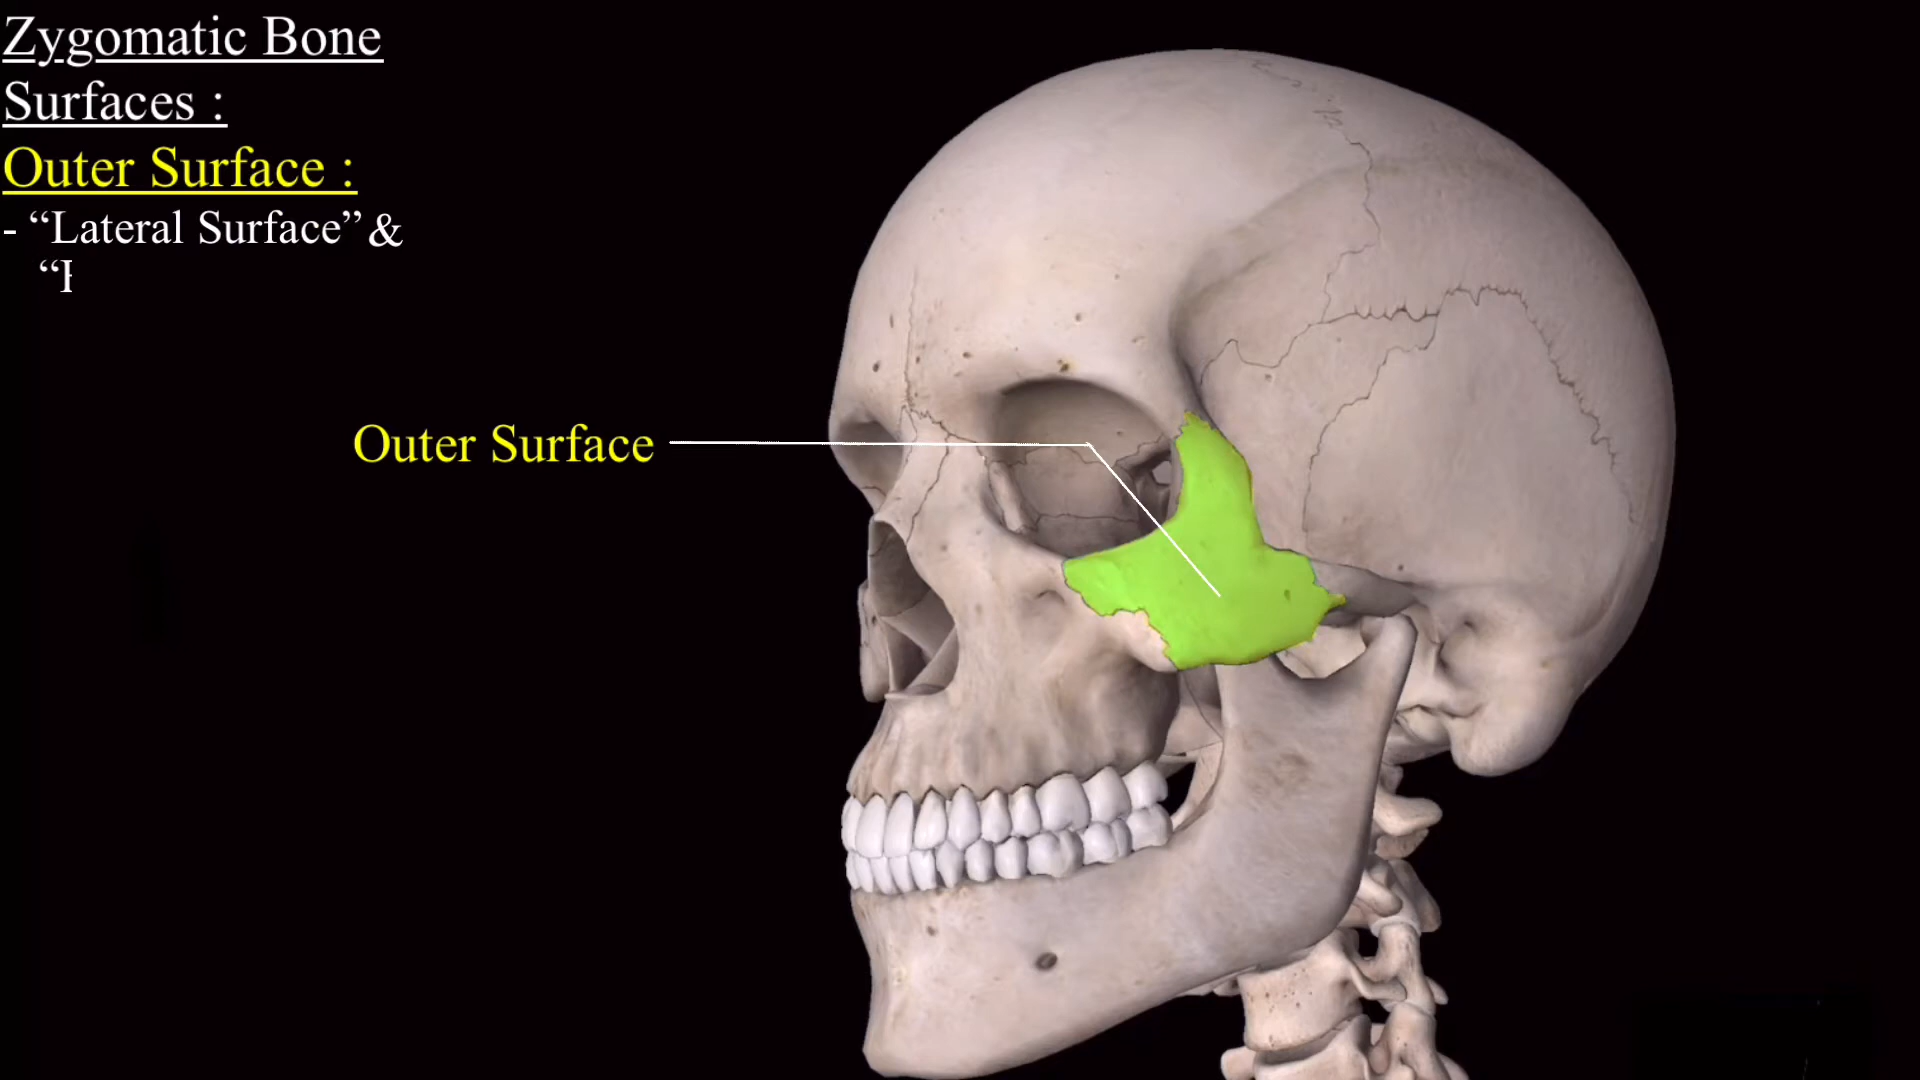 Zygomatic Bone
Surfaces :
Outer Surface :
- “Lateral Surface” &
Outer Surface